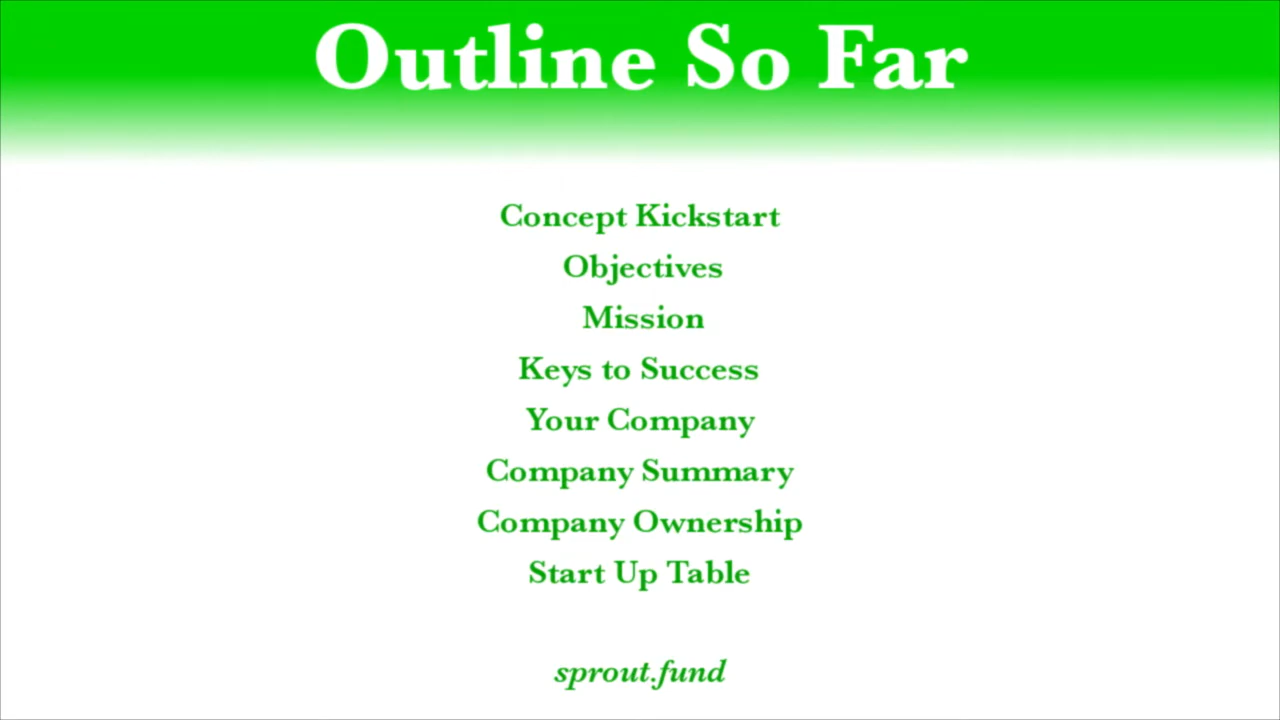 Outline So Far
Concept Kickstart
Objectives
Mission
Keys to Success
Your Company
Company Summary
Company Ownership
Start Up Table
sprout.fund